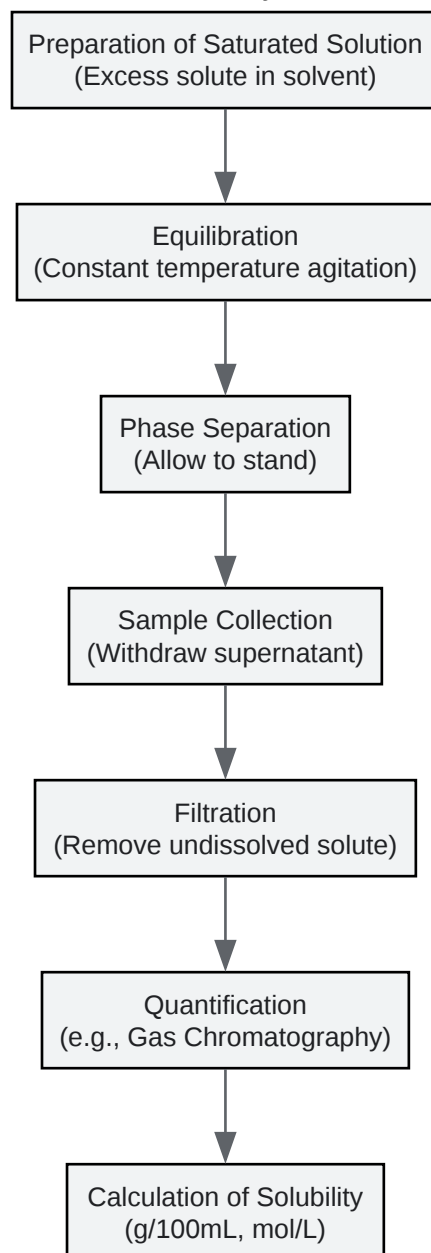 Preparation of Saturated Solution
(Excess solute in solvent)
Equilibration
(Constant temperature agitation)
Phase Separation
(Allow to stand)
Sample Collection
(Withdraw supernatant)
Filtration
(Remove undissolved solute)
Quantification
(e.g., Gas Chromatography)
Calculation of Solubility
(g/100mL, mol/L)